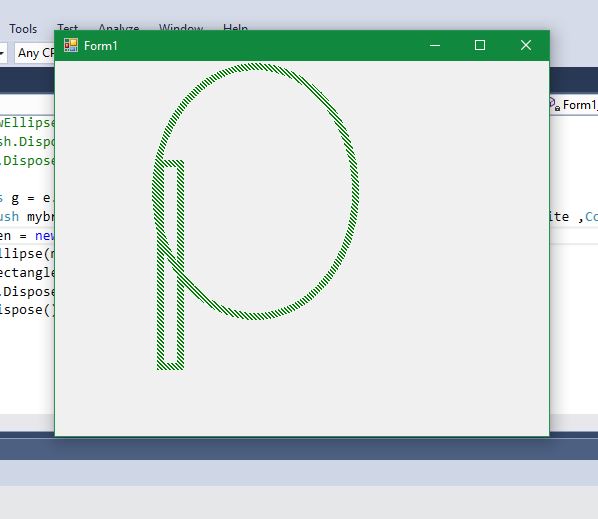 Tools Test Analyze Window Help
Any CP
Form1
Form1
wEllipse
sh.Dispo
.Dispose
s g = e.
ush mybr
ite ,Co
en = new
llipse(m
ectangle
.Dispose
ispose()